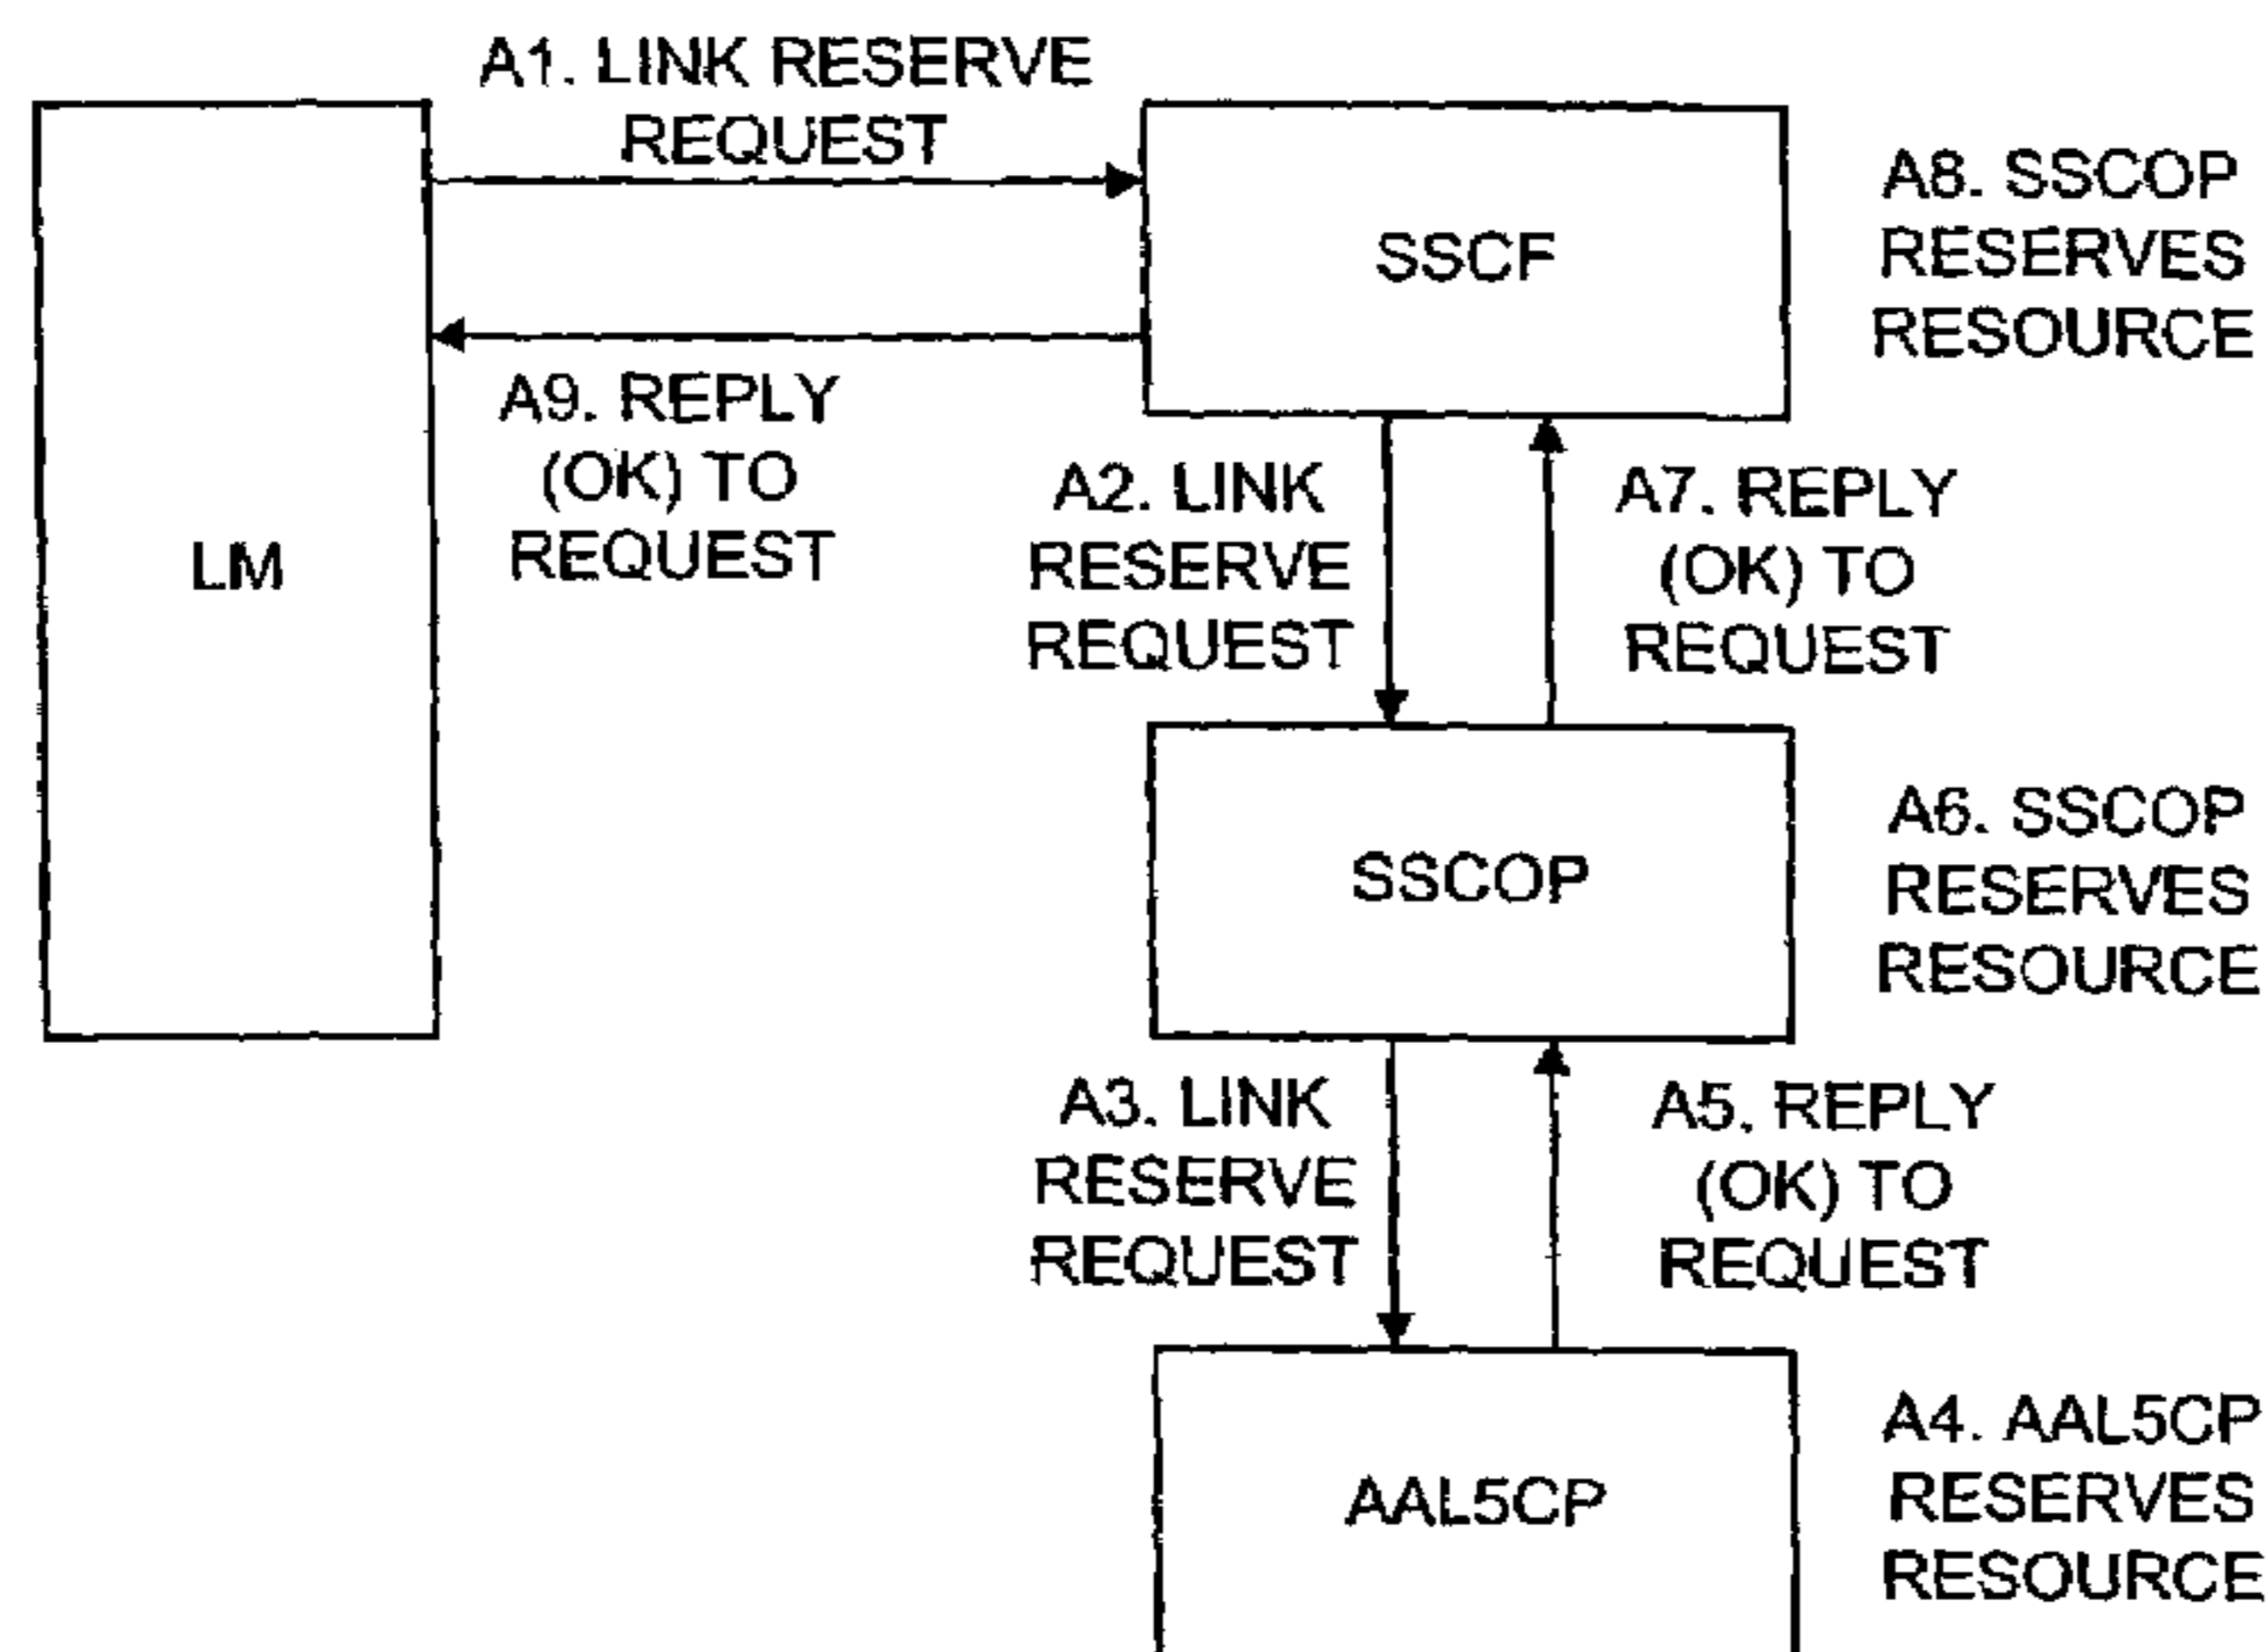 A1. LINK RESERVE
REQUEST
LM
SSCF
A8. SSCOP
RESERVES
RESOURCE
A9. REPLY
(OK) TO
REQUEST
A2. LINK
RESERVE
REQUEST
A7. REPLY
(OK) TO
REQUEST
SSCOP
A6. SSCOP
RESERVES
RESOURCE
A3. LINK
RESERVE
REQUEST
A5. REPLY
(OK) TO
REQUEST
AAL5CP
A4. AAL5CP
RESERVES
RESOURCE